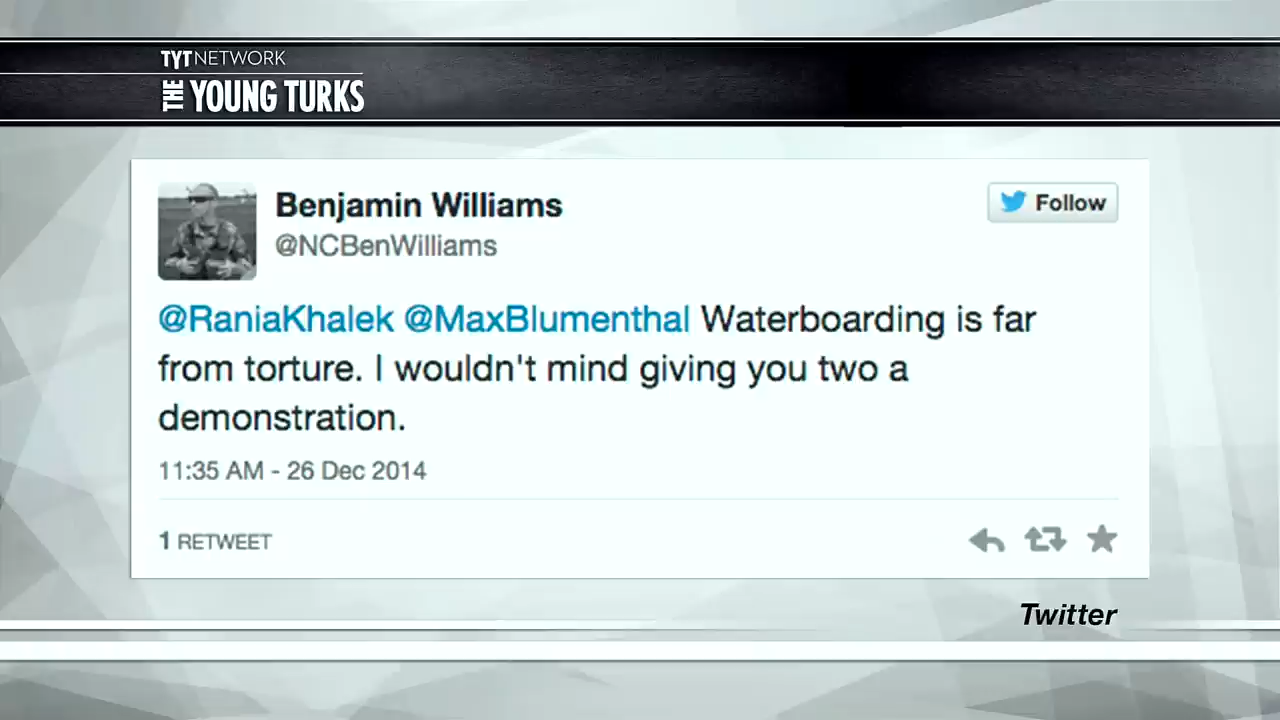 TYT NETWORK
THE YOUNG TURKS
Benjamin Williams
@NCBenWilliams
Follow
@RaniaKhalek @MaxBlumenthal Waterboarding is far
from torture. I wouldn't mind giving you two a
demonstration.
11:35 AM - 26 Dec 2014
1 RETWEET
Twitter